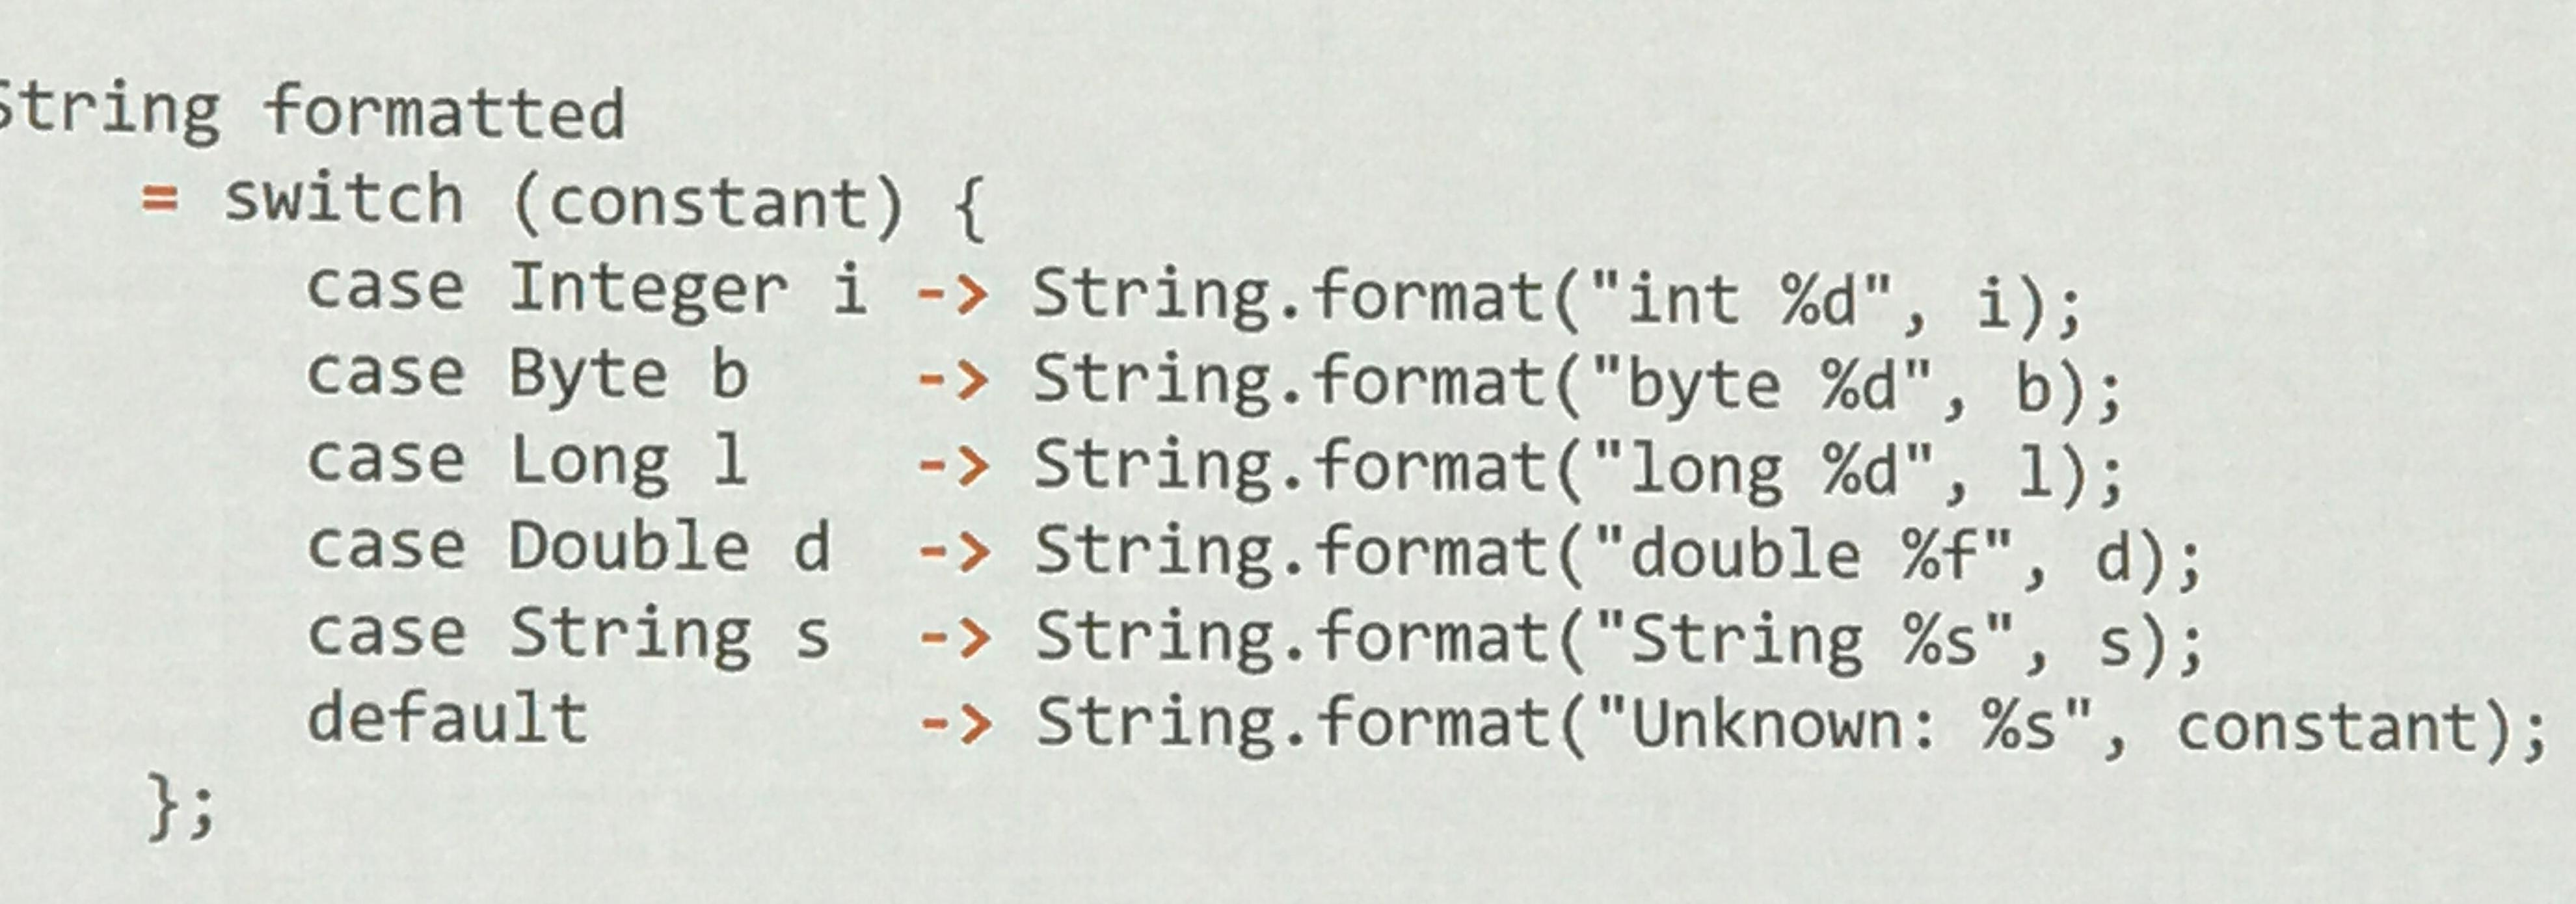 String formatted
= switch (constant) {
case Integer i -> String.format("int %d", i);
case Byte b -> String.format("byte %d", b);
case Long l -> String.format("long %d", l);
case Double d -> String.format("double %f", d);
case String s -> String.format("String %s", s);
default -> String.format("Unknown: %s", constant);
};